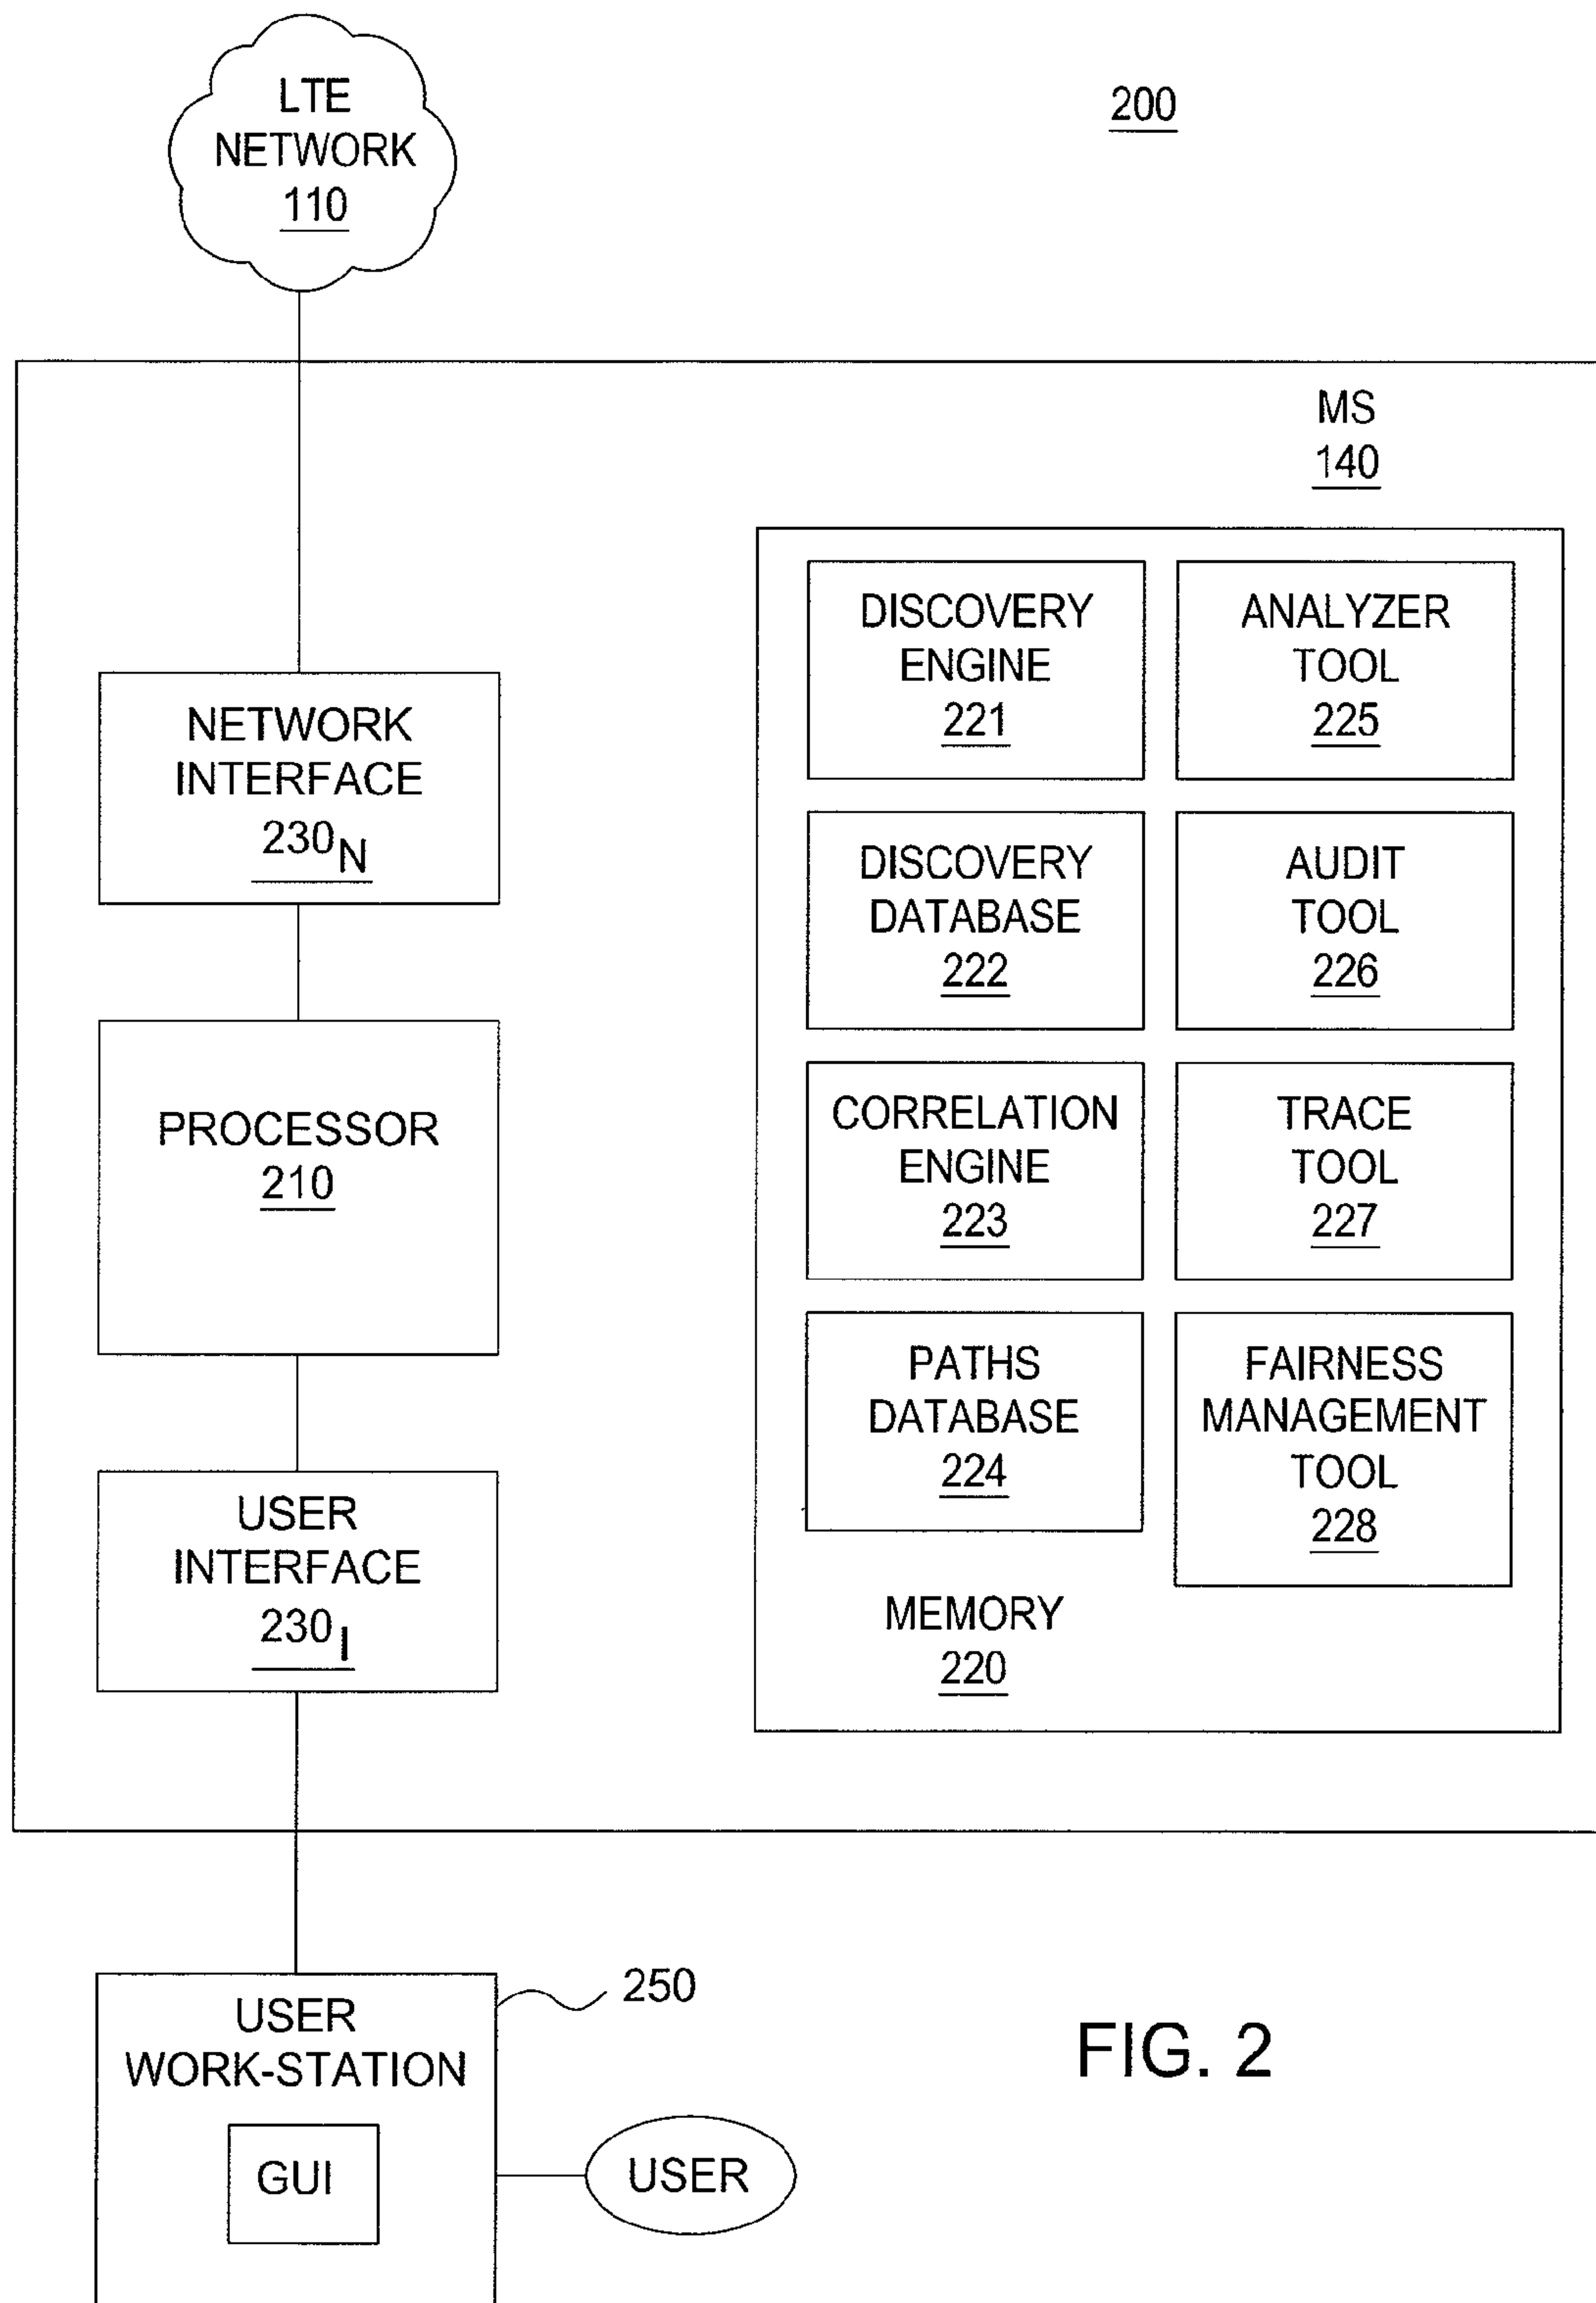 LTE
NETWORK
110
200
MS
140
NETWORK
INTERFACE
230N
PROCESSOR
210
USER
INTERFACE
230I
DISCOVERY
ENGINE
221
ANALYZER
TOOL
225
DISCOVERY
DATABASE
222
AUDIT
TOOL
226
CORRELATION
ENGINE
223
TRACE
TOOL
227
PATHS
DATABASE
224
FAIRNESS
MANAGEMENT
TOOL
228
MEMORY
220
250
USER
WORK-STATION
GUI
USER
FIG. 2